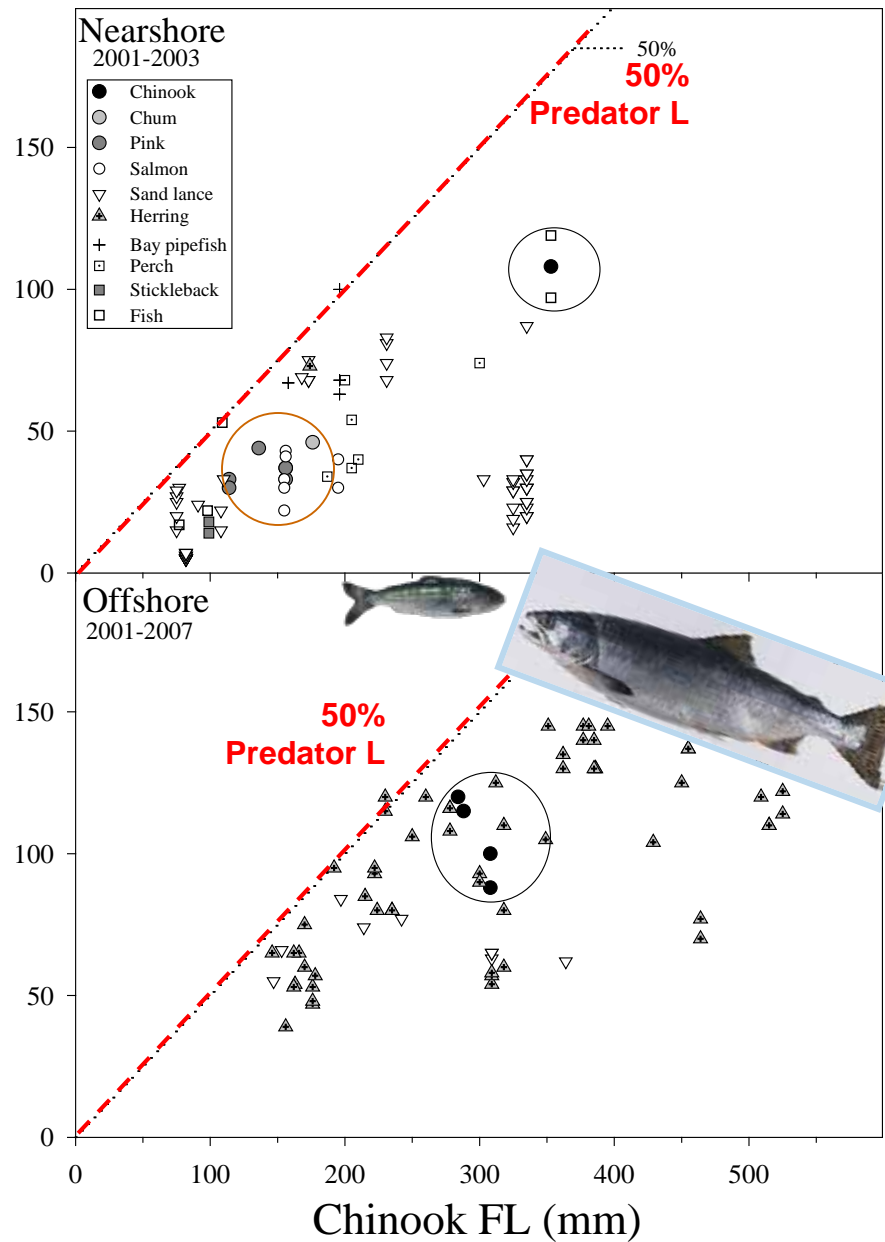 Nearshore
2001-2003
Chinook
Chum
Pink
Salmon
Sand lance
Herring
Bay pipefish
Perch
Stickleback
Fish
50%
50%
Predator L
150
100
50
0
Offshore
2001-2007
50%
Predator L
150
100
50
0
0
100
200
300
400
500
Chinook FL (mm)